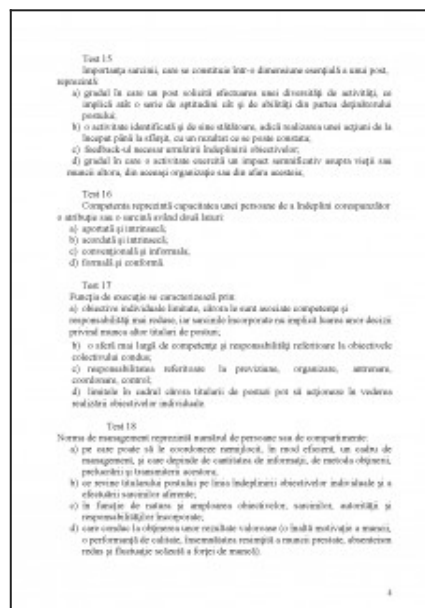 Test 15
Importanța sarcinii, care se constituie într-o dimensiune esențială a unui post,
reprezintă:
a) gradul în care un post solicită efectuarea unei diversități de activități, ce
implică atât o serie de aptitudini cât și de abilități din partea deținătorului
postului;
b) o activitate identificată și de sine stătătoare, adică realizarea unei acțiuni de la
început până la sfârșit, cu un rezultat ce se poate constata;
c) feedback-ul necesar urmăririi îndeplinirii obiectivelor;
d) gradul în care o activitate exercită un impact semnificativ asupra vieții sau
muncii altora, din aceeași organizație sau din afara acesteia;
Test 16
Competența reprezintă capacitatea unei persoane de a îndeplini corespunzător
o atribuție sau o sarcină având două laturi:
a) aportată și intrinsecă;
b) acordată și intrinsecă;
c) convențională și informală;
d) formală și conformă.
Test 17
Funcția de execuție se caracterizează prin:
a) obiective individuale limitate, cărora le sunt asociate competențe și
responsabilități mai reduse, iar sarcinile încorporate nu implică luarea unor decizii
privind munca altor titulari de posturi;
b) o sferă mai largă de competențe și responsabilități referitoare la obiectivele
colectivului condus;
c) responsabilitatea referitoare la previziune, organizare, antrenare,
coordonare, control;
d) limitele în cadrul cărora titularii de posturi pot să acționeze în vederea
realizării obiectivelor individuale.
Test 18
Norma de management reprezintă numărul de persoane sau de compartimente:
a) pe care poate să le coordoneze nemijlocit, în mod eficient, un cadru de
management, și care depinde de cantitatea de informații, de metoda obținerii,
prelucrării și transmiterii acestora;
b) ce revine titularului postului pe linia îndeplinirii obiectivelor individuale și a
efectuării sarcinilor aferente;
c) în funcție de natura și amploarea obiectivelor, sarcinilor, autorității și
responsabilităților încorporate;
d) care conduc la obținerea unor rezultate valoroase (o înaltă motivație a muncii,
o performanță de calitate, însemnătatea resimțită a muncii prestate, absenteism
redus și fluctuație scăzută a forței de muncă).
4